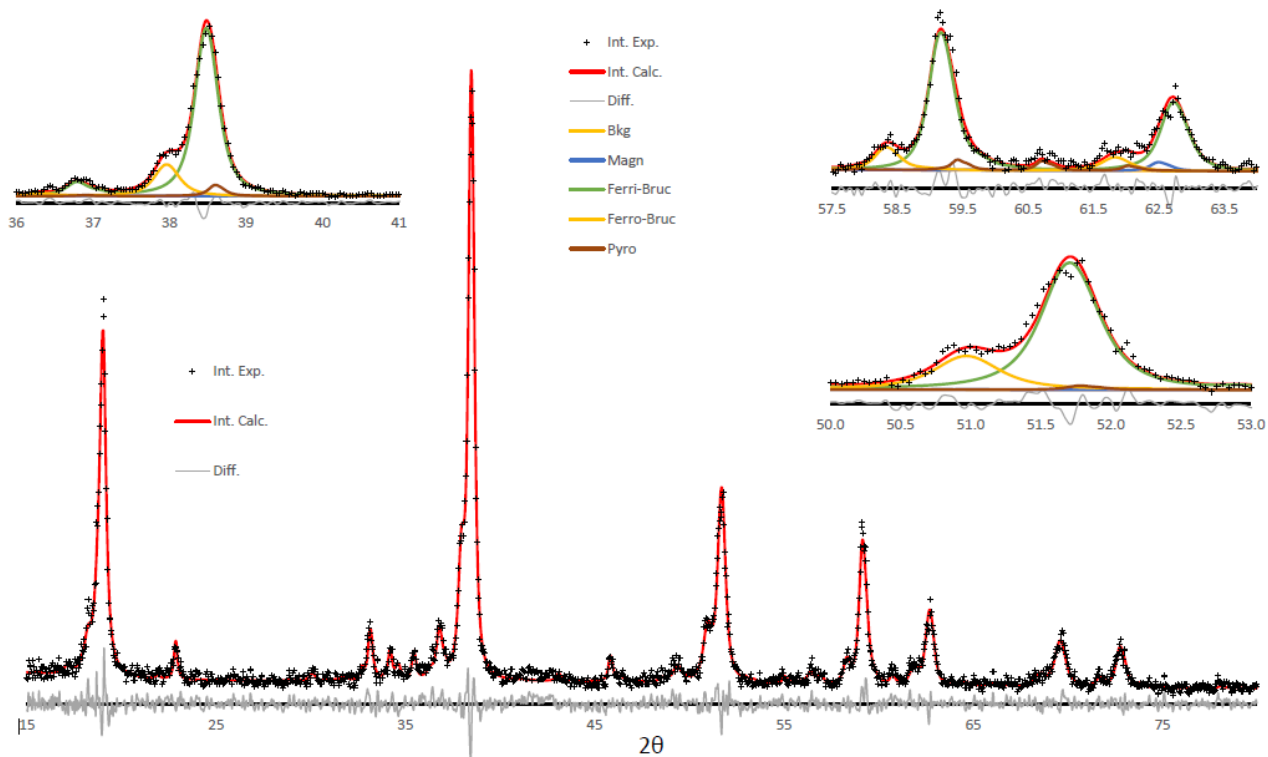 Int. Exp.
Int. Calc.
Diff.
Bkg
Magn
Ferri-Bruc
Ferro-Bruc
Pyro
36 37 38 39 40 41
57.5 58.5 59.5 60.5 61.5 62.5 63.5
50.0 50.5 51.0 51.5 52.0 52.5 53.0
Int. Exp.
Int. Calc.
Diff.
15 25 35 45 55 65 75
2θ